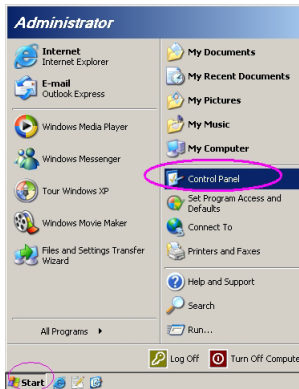 Administrator
Internet
Internet Explorer
E-mail
Outlook Express
Windows Media Player
Windows Messenger
Tour Windows XP
Windows Movie Maker
Files and Settings Transfer
Wizard
All Programs
My Documents
My Recent Documents
My Pictures
My Music
My Computer
Control Panel
Set Program Access and
Defaults
Connect To
Printers and Faxes
Help and Support
Search
Run...
Log Off
Turn Off Compute
Start